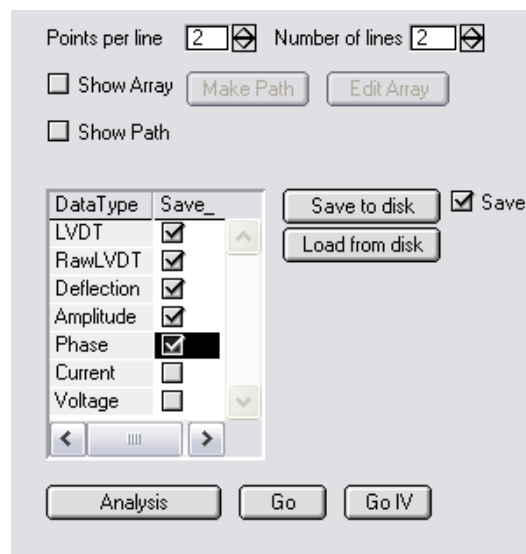 Points per line 2 Number of lines 2
Show Array Make Path Edit Array
Show Path
DataType Save_
LVDT
RawLVDT
Deflection
Amplitude
Phase
Current
Voltage
Save to disk Save
Load from disk
Analysis Go Go IV